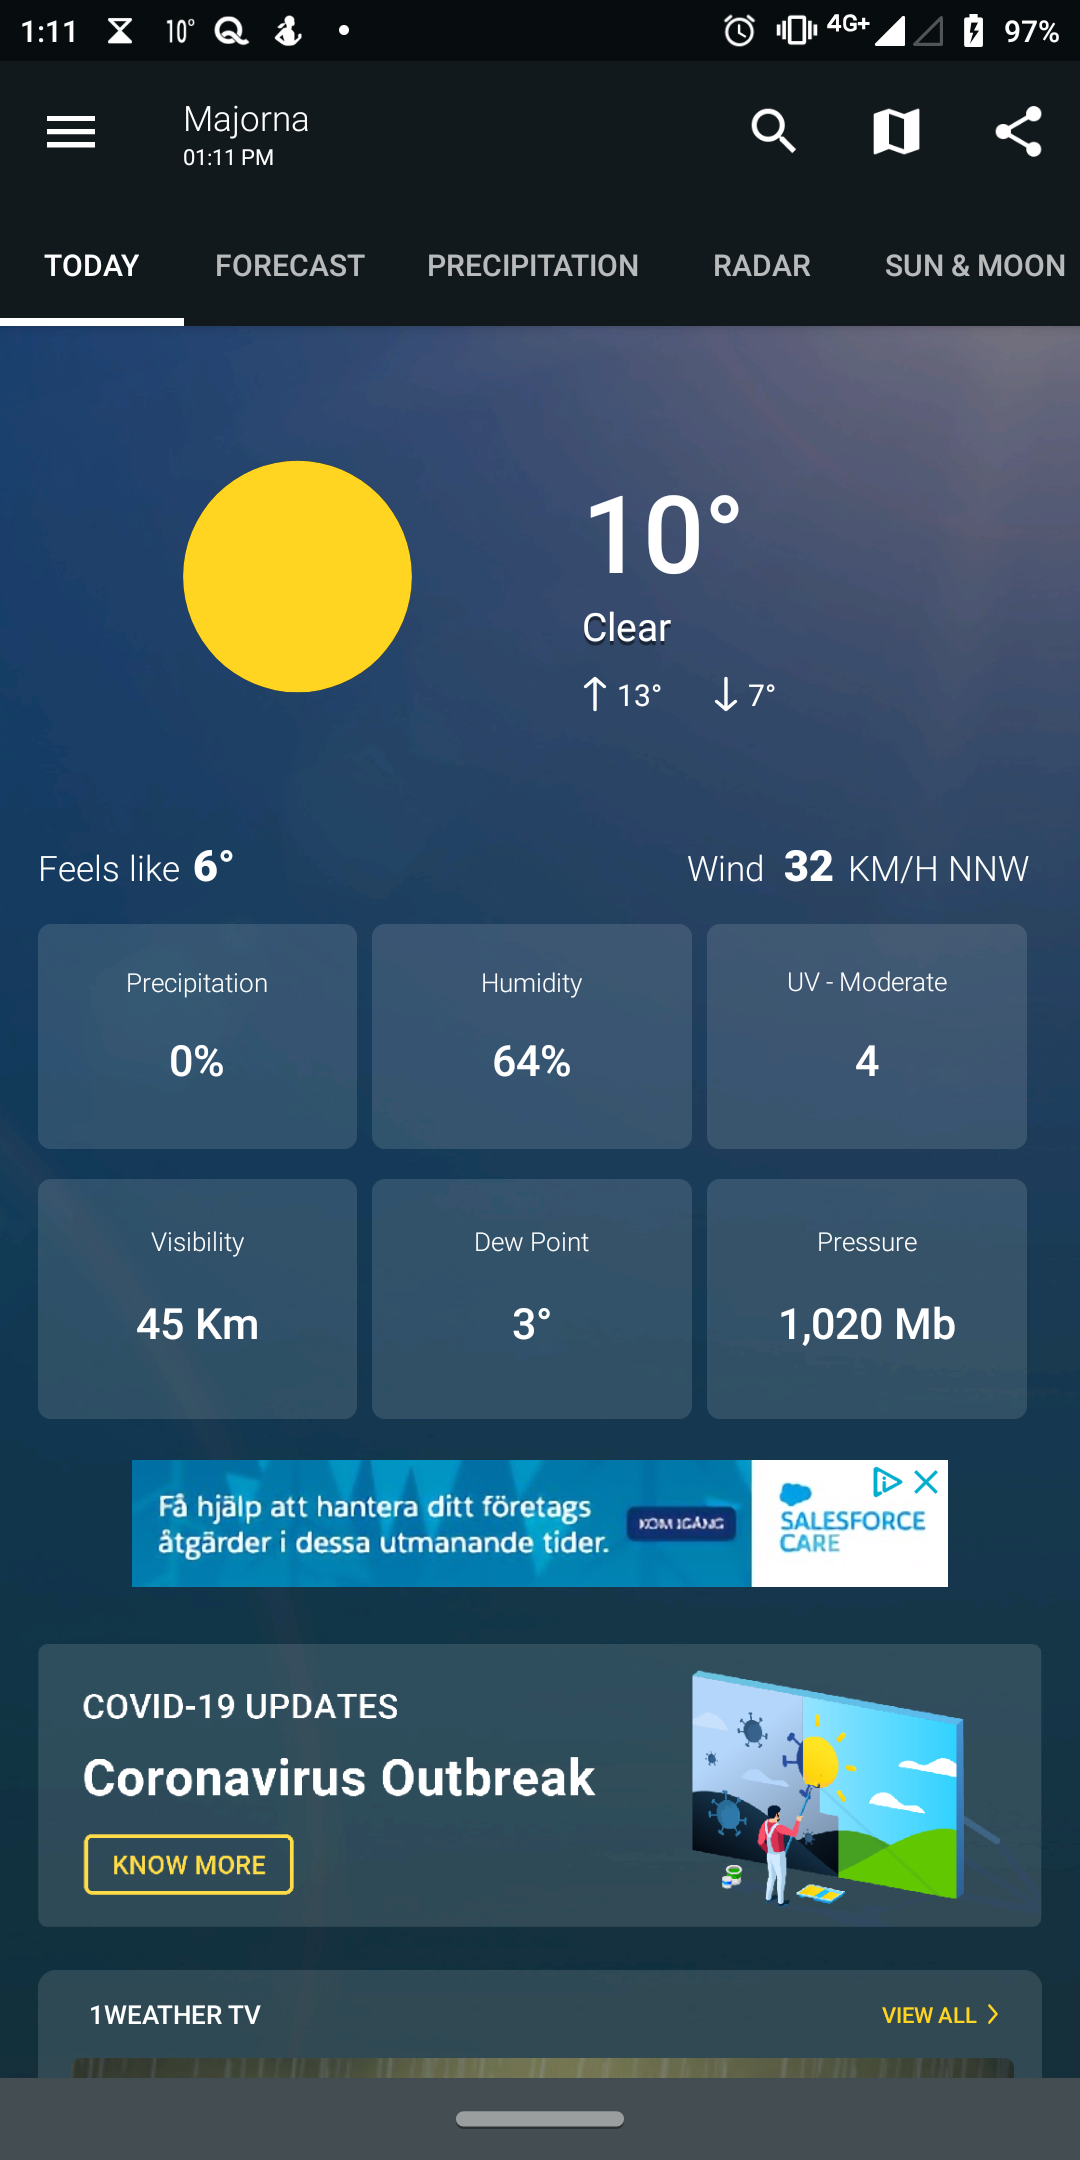 1:11 10° 4G+ 97%
Majorna
01:11 PM
TODAY FORECAST PRECIPITATION RADAR SUN & MOON
10°
Clear
↑ 13° ↓ 7°
Feels like 6° Wind 32 KM/H NNW
Precipitation Humidity UV - Moderate
0% 64% 4
Visibility Dew Point Pressure
45 Km 3° 1,020 Mb
Få hjälp att hantera ditt företags
åtgärder i dessa utmanande tider.
KOM IGÅNG
SALESFORCE
CARE
COVID-19 UPDATES
Coronavirus Outbreak
KNOW MORE
1WEATHER TV VIEW ALL >